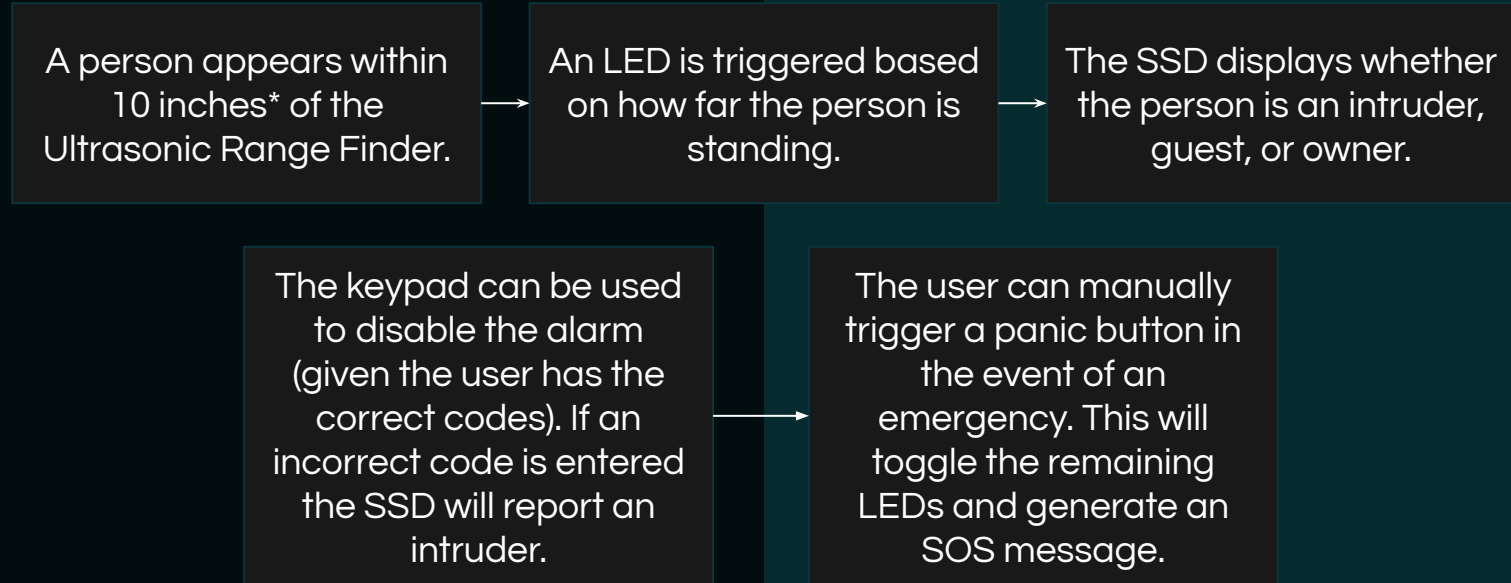 A person appears within
10 inches* of the
Ultrasonic Range Finder.
An LED is triggered based
on how far the person is
standing.
The SSD displays whether
the person is an intruder,
guest, or owner.
The keypad can be used
to disable the alarm
(given the user has the
correct codes). If an
incorrect code is entered
the SSD will report an
intruder.
The user can manually
trigger a panic button in
the event of an
emergency. This will
toggle the remaining
LEDs and generate an
SOS message.